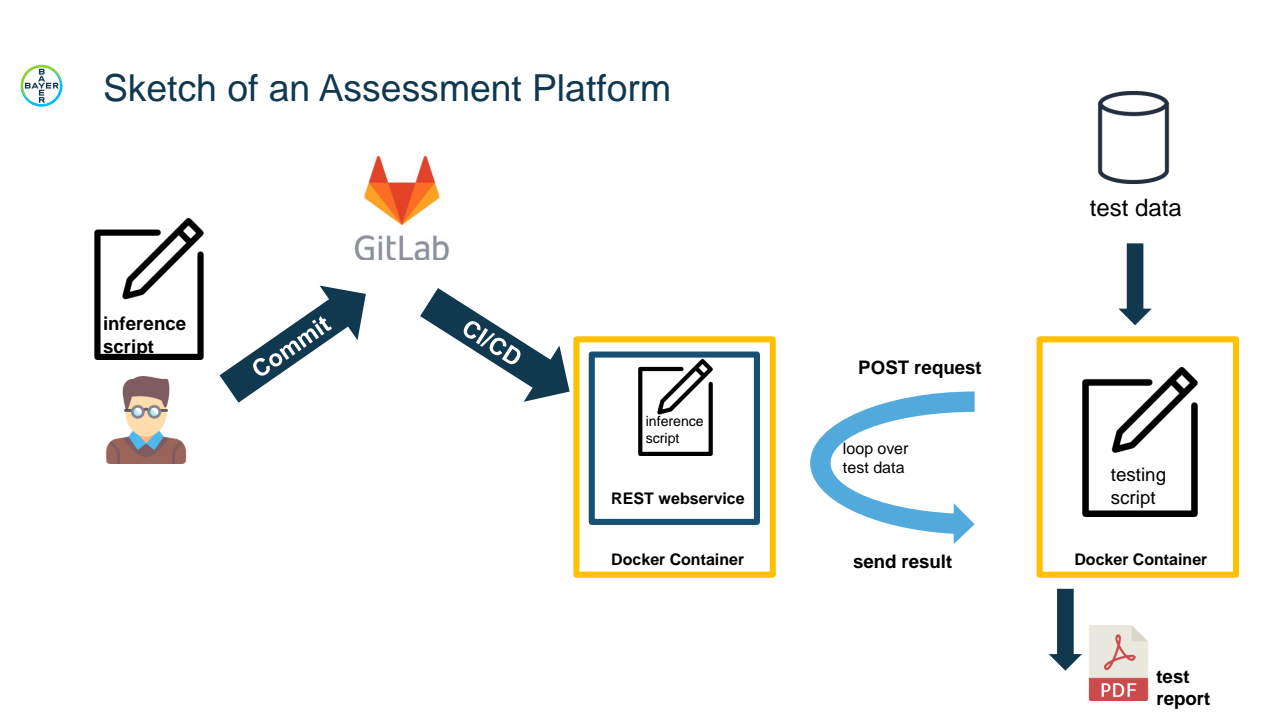 BAYER
BAYER
Sketch of an Assessment Platform
GitLab
inference
script
Commit
CI/CD
inference
script
REST webservice
Docker Container
POST request
loop over
test data
send result
test data
testing
script
Docker Container
PDF
test
report